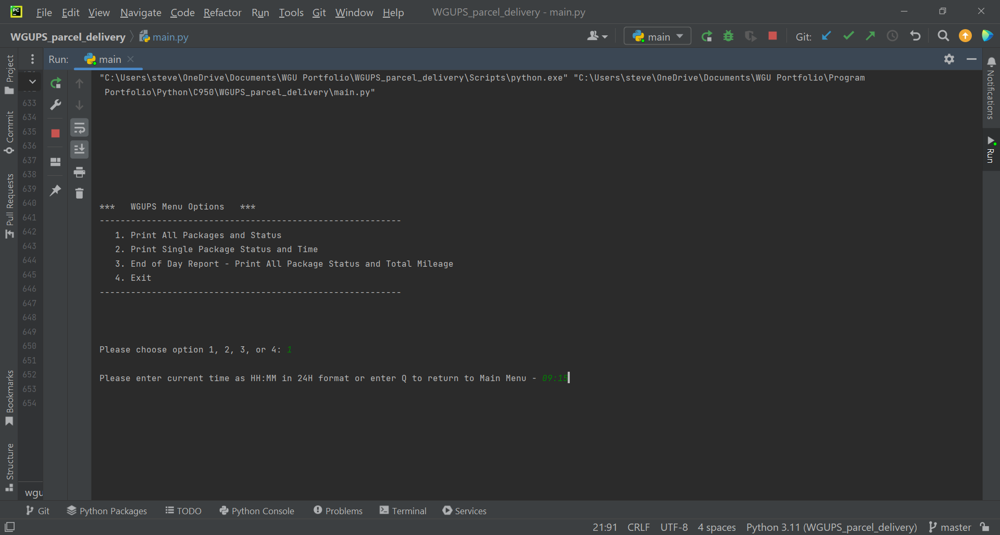 PC File Edit View Navigate Code Refactor Run Tools Git Window Help WGUPS_parcel_delivery - main.py
WGUPS_parcel_delivery main.py main Git:
Run: main
Project
Commit
Pull Requests
Bookmarks
Structure
"C:\Users\steve\OneDrive\Documents\WGU Portfolio\WGUPS_parcel_delivery\Scripts\python.exe" "C:\Users\steve\OneDrive\Documents\WGU Portfolio\Program
Portfolio\Python\C950\WGUPS_parcel_delivery\main.py"
633
634
635
636
637
638
639
640
641
642
643
644
645
646
647
648
649
650
651
652
653
654
wgu
*** WGUPS Menu Options ***
----------------------------------------------------------
1. Print All Packages and Status
2. Print Single Package Status and Time
3. End of Day Report - Print All Package Status and Total Mileage
4. Exit
----------------------------------------------------------
Please choose option 1, 2, 3, or 4: 1
Please enter current time as HH:MM in 24H format or enter Q to return to Main Menu - 09:15
Notifications
Run
Git Python Packages TODO Python Console Problems Terminal Services
21:91 CRLF UTF-8 4 spaces Python 3.11 (WGUPS_parcel_delivery) master